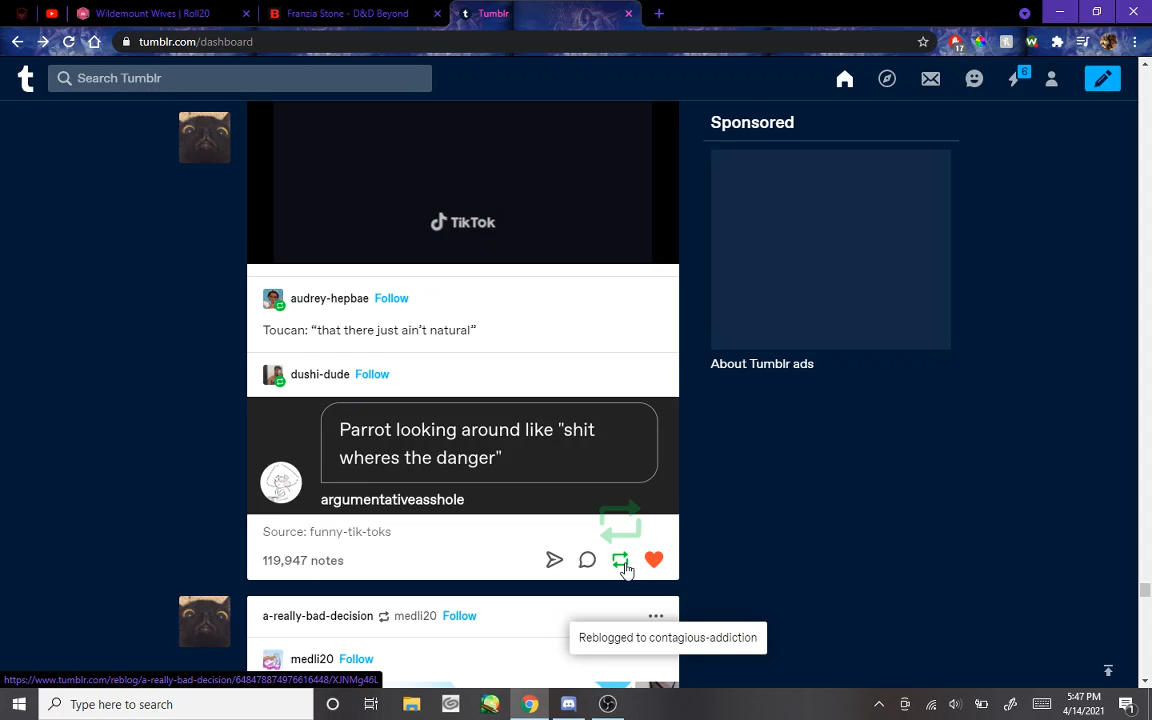 Wildemount Wives | Roll20
Franzia Stone - D&D Beyond
Tumblr
tumblr.com/dashboard
17
Search Tumblr
6
TikTok
Sponsored
About Tumblr ads
audrey-hepbae Follow
Toucan: “that there just ain’t natural”
dushi-dude Follow
Parrot looking around like "shit
wheres the danger"
argumentativeasshole
Source: funny-tik-toks
119,947 notes
a-really-bad-decision medli20 Follow
Reblogged to contagious-addiction
medli20 Follow
https://www.tumblr.com/reblog/a-really-bad-decision/648478874976616448/XJNMg46L
Type here to search
5:47 PM
4/14/2021
1